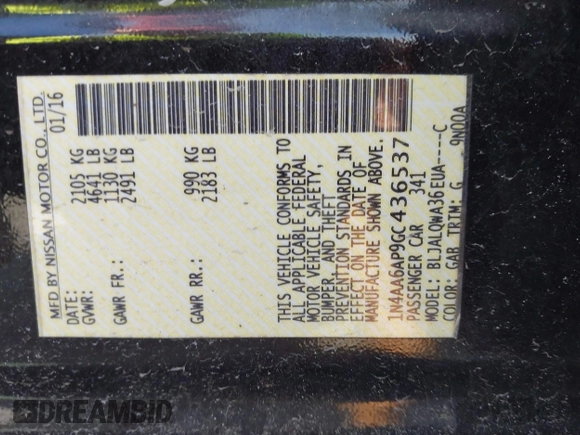 MFD BY NISSAN MOTOR CO., LTD.
DATE: 01/16
GVWR: 2105 KG
4641 LB
GAWR FR.: 1130 KG
2491 LB
GAWR RR.: 990 KG
2183 LB
THIS VEHICLE CONFORMS TO
ALL APPLICABLE FEDERAL
MOTOR VEHICLE SAFETY,
BUMPER, AND THEFT
PREVENTION STANDARDS IN
EFFECT ON THE DATE OF
MANUFACTURE SHOWN ABOVE.
1N4AA6AP9GC436537
PASSENGER CAR 341
MODEL: BLJALQWA36EUA----C
COLOR: GAB TRIM: G 9N00A
DREAMBID